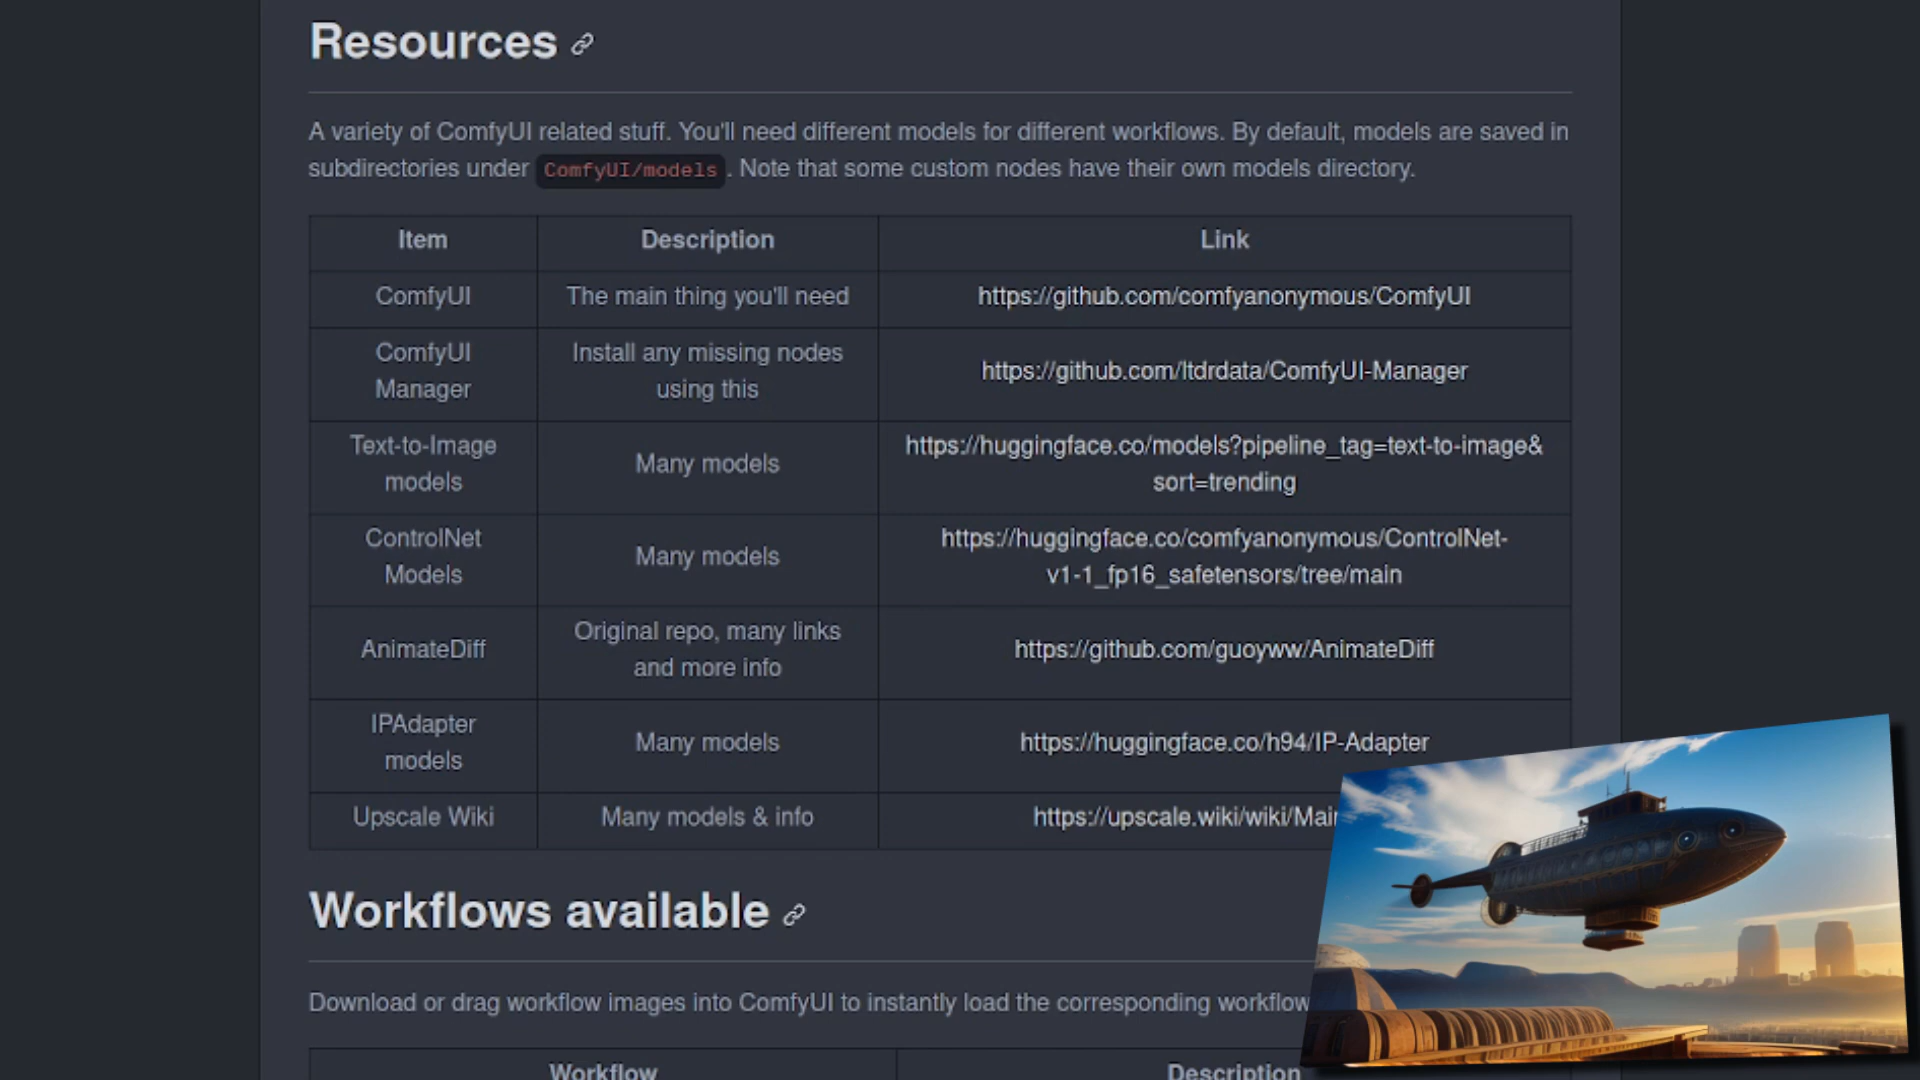 Resources
A variety of ComfyUI related stuff. You'll need different models for different workflows. By default, models are saved in
subdirectories under ComfyUI/models . Note that some custom nodes have their own models directory.
Item Description Link
ComfyUI The main thing you'll need https://github.com/comfyanonymous/ComfyUI
ComfyUI
Manager
Install any missing nodes
using this
https://github.com/ltdrdata/ComfyUI-Manager
Text-to-Image
models
Many models
https://huggingface.co/models?pipeline_tag=text-to-image&
sort=trending
ControlNet
Models
Many models
https://huggingface.co/comfyanonymous/ControlNet-
v1-1_fp16_safetensors/tree/main
AnimateDiff
Original repo, many links
and more info
https://github.com/guoyww/AnimateDiff
IPAdapter
models
Many models
https://huggingface.co/h94/IP-Adapter
Upscale Wiki Many models & info https://upscale.wiki/wiki/Mai
Workflows available
Download or drag workflow images into ComfyUI to instantly load the corresponding workflow
Workflow Description